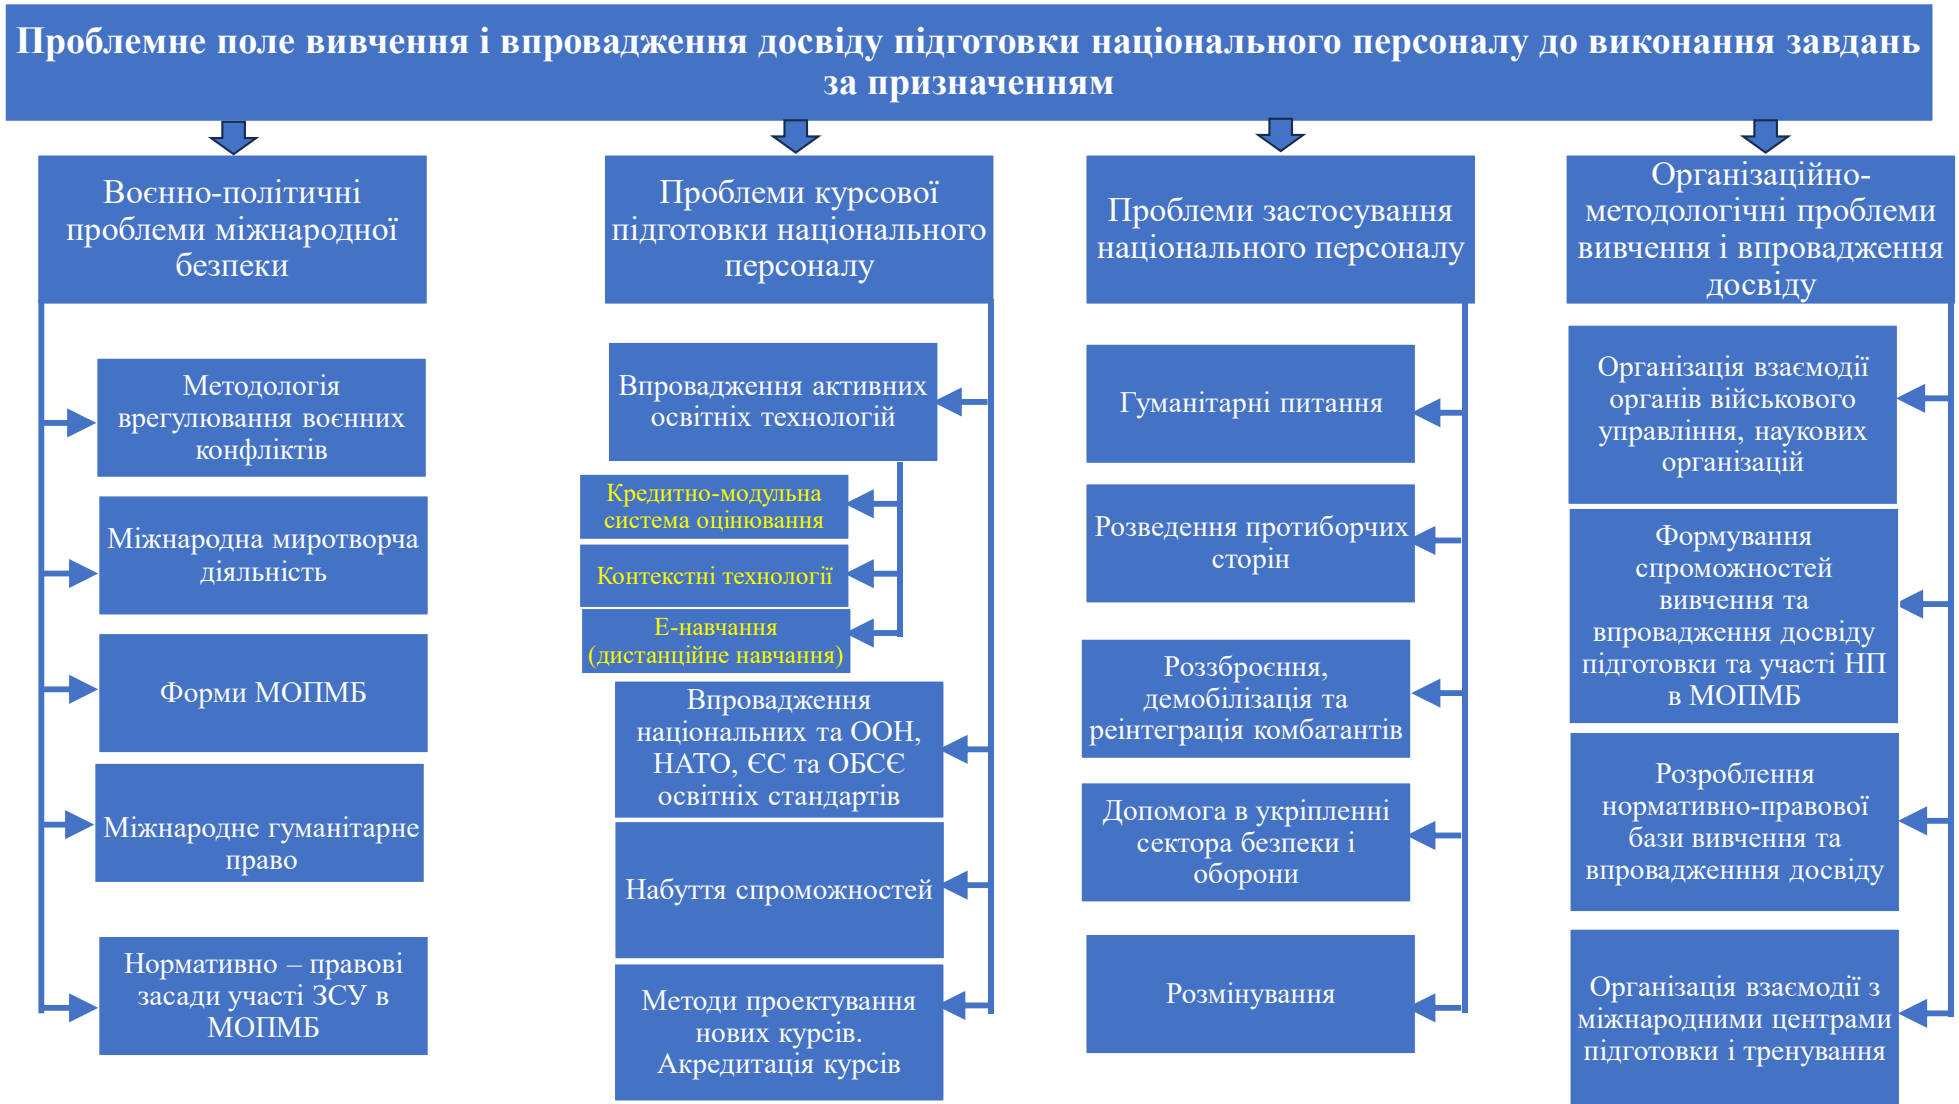 Проблемне поле вивчення і впровадження досвіду підготовки національного персоналу до виконання завдань
за призначенням
Воєнно-політичні
проблеми міжнародної
безпеки
Методологія
врегулювання воєнних
конфліктів
Міжнародна миротворча
діяльність
Форми МОПМБ
Міжнародне гуманітарне
право
Нормативно – правові
засади участі ЗСУ в
МОПМБ
Проблеми курсової
підготовки національного
персоналу
Впровадження активних
освітніх технологій
Кредитно-модульна
система оцінювання
Контекстні технології
Е-навчання
(дистанційне навчання)
Впровадження
національних та ООН,
НАТО, ЄС та ОБСЄ
освітніх стандартів
Набуття спроможностей
Методи проектування
нових курсів.
Акредитація курсів
Проблеми застосування
національного персоналу
Гуманітарні питання
Розведення протиборчих
сторін
Роззброєння,
демобілізація та
реінтеграція комбатантів
Допомога в укріпленні
сектора безпеки і
оборони
Розмінування
Організаційно-
методологічні проблеми
вивчення і впровадження
досвіду
Організація взаємодії
органів військового
управління, наукових
організацій
Формування
спроможностей
вивчення та
впровадження досвіду
підготовки та участі НП
в МОПМБ
Розроблення
нормативно-правової
бази вивчення та
впровадженння досвіду
Організація взаємодії з
міжнародними центрами
підготовки і тренування